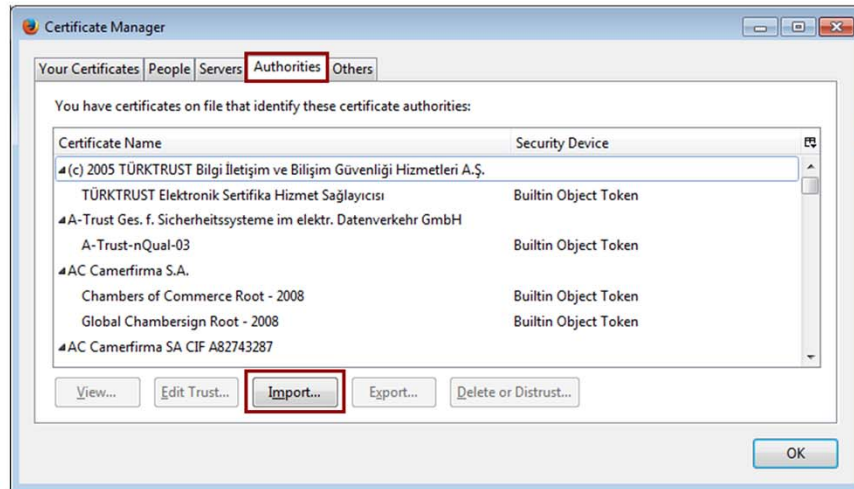 Certificate Manager
Your Certificates People Servers Authorities Others
You have certificates on file that identify these certificate authorities:
Certificate Name Security Device
(c) 2005 TÜRKTRUST Bilgi İletişim ve Bilişim Güvenliği Hizmetleri A.Ş.
TÜRKTRUST Elektronik Sertifika Hizmet Sağlayıcısı Builtin Object Token
A-Trust Ges. f. Sicherheitssysteme im elektr. Datenverkehr GmbH
A-Trust-nQual-03 Builtin Object Token
AC Camerfirma S.A.
Chambers of Commerce Root - 2008 Builtin Object Token
Global Chambersign Root - 2008 Builtin Object Token
AC Camerfirma SA CIF A82743287
View... Edit Trust... Import... Export... Delete or Distrust...
OK